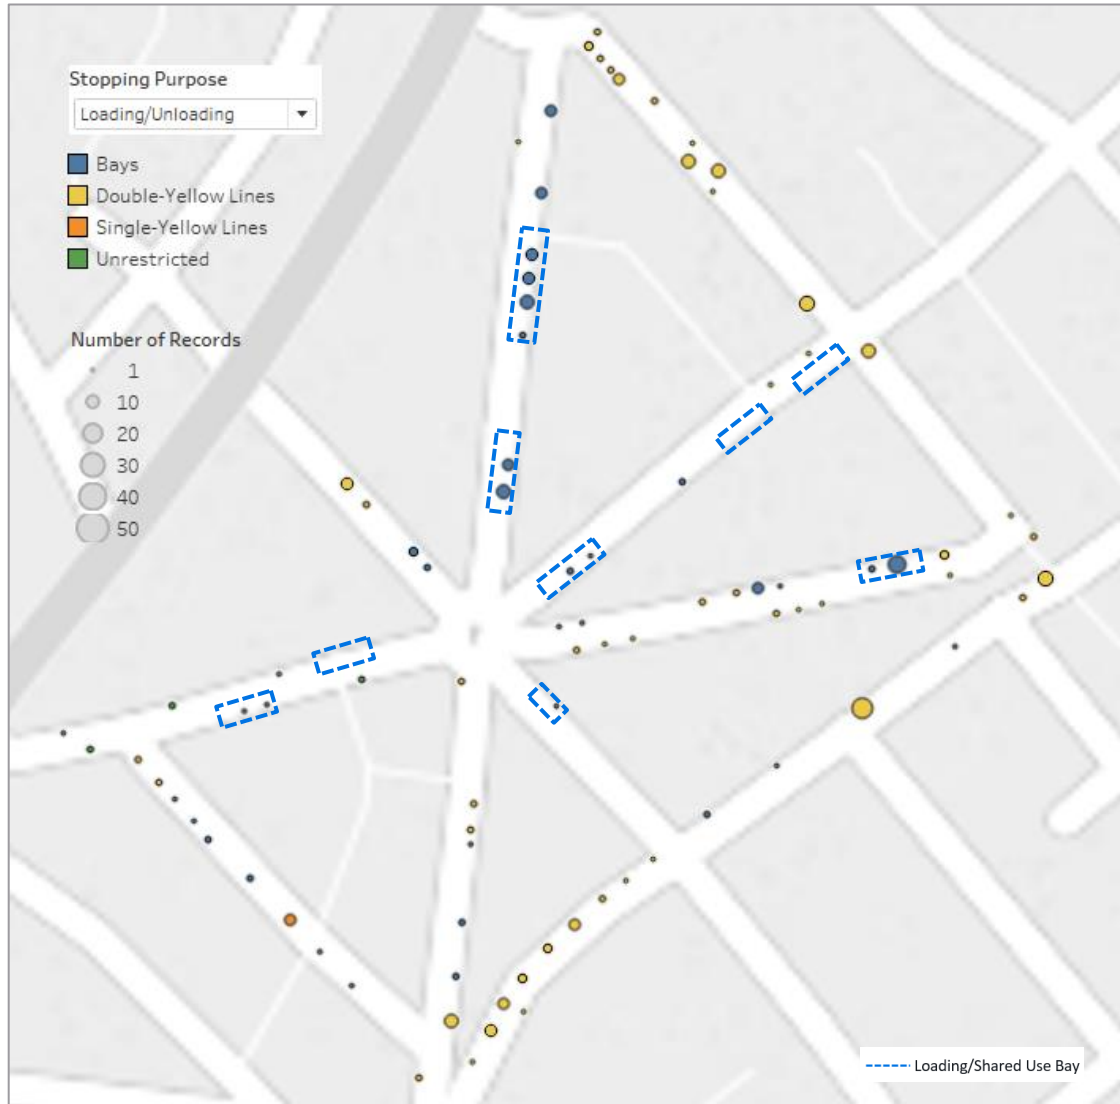 Stopping Purpose
Loading/Unloading
Bays
Double-Yellow Lines
Single-Yellow Lines
Unrestricted
Number of Records
1
10
20
30
40
50
Loading/Shared Use Bay